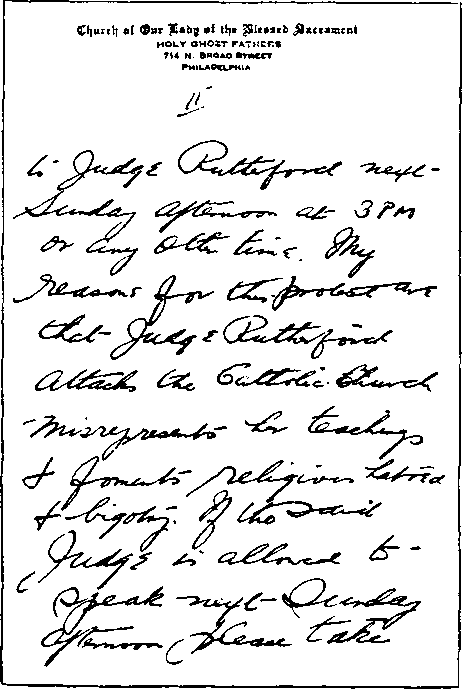 Church of Our Lady of the Blessed Sacrament
HOLY GHOST FATHERS
714 N. BROAD STREET
PHILADELPHIA
II
to Judge Rutherford next
Sunday afternoon at 3 PM
or any other time. My
reasons for this protest are
that Judge Rutherford
attacks the Catholic Church
misrepresents her teachings
& foments religious hatred
& bigotry. If the said
Judge is allowed to
speak next Sunday
afternoon please take